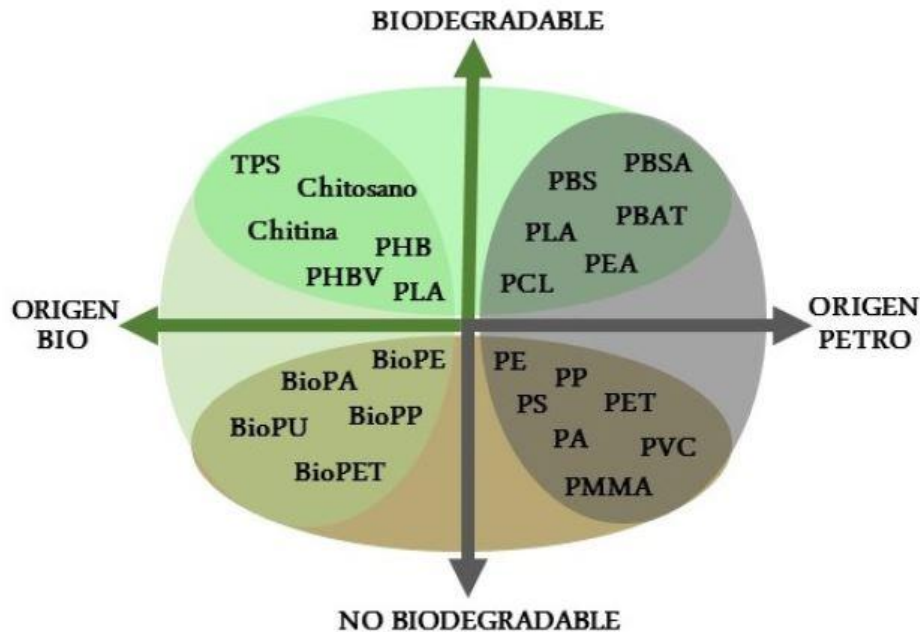 BIODEGRADABLE
TPS
Chitosano
Chitina
PHB
PHBV
PLA
PBS
PBSA
PBAT
PLA
PEA
PCL
ORIGEN
BIO
ORIGEN
PETRO
BioPE
BioPA
BioPP
BioPU
BioPET
PE
PP
PS
PET
PA
PVC
PMMA
NO BIODEGRADABLE